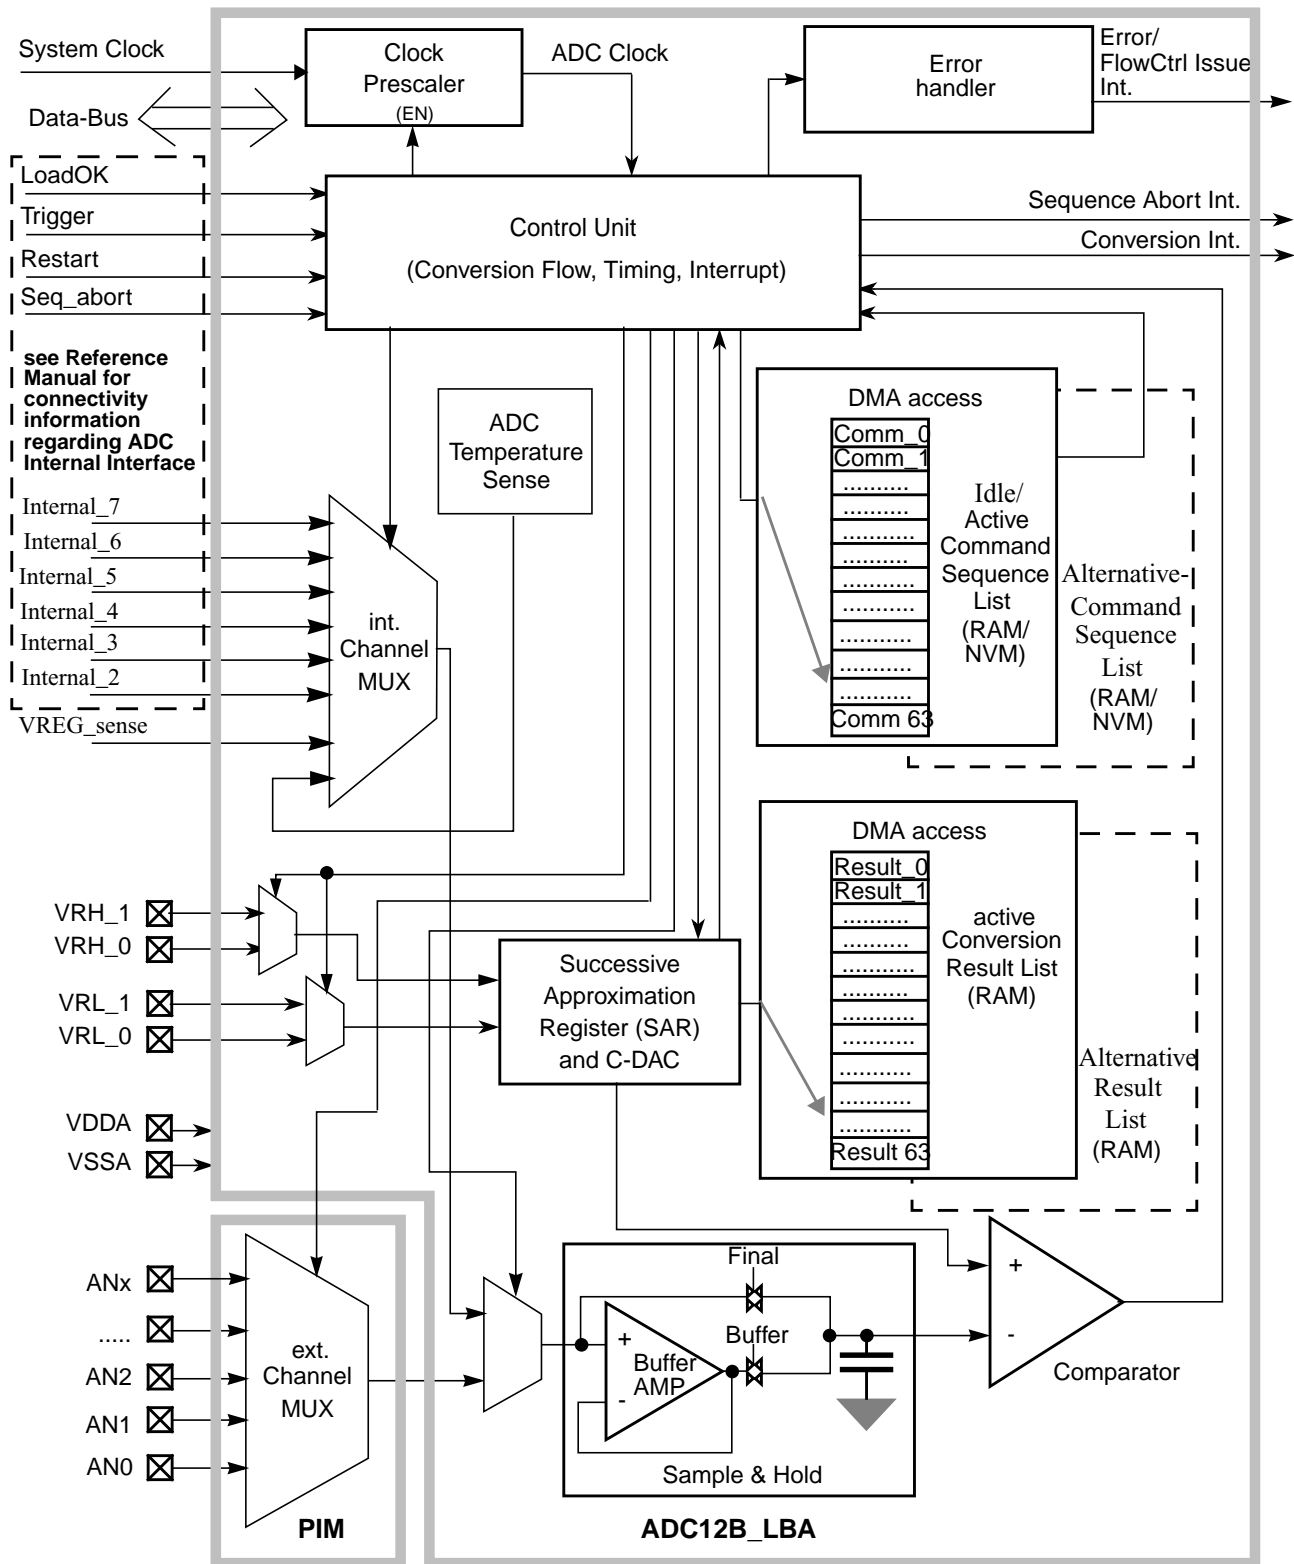 System Clock
Data-Bus
Clock
Prescaler
(EN)
ADC Clock
Error
handler
Error/
FlowCtrl Issue
Int.
LoadOK
Trigger
Restart
Seq_abort
Control Unit
(Conversion Flow, Timing, Interrupt)
Sequence Abort Int.
Conversion Int.
see Reference
Manual for
connectivity
information
regarding ADC
Internal Interface
Internal_7
Internal_6
Internal_5
Internal_4
Internal_3
Internal_2
VREG_sense
ADC
Temperature
Sense
int.
Channel
MUX
DMA access
Comm_0
Comm_1
..........
..........
...........
..........
...........
...........
...........
...........
...........
Comm 63
Idle/
Active
Command
Sequence
List
(RAM/
NVM)
Alternative-
Command
Sequence
List
(RAM/
NVM)
DMA access
Result_0
Result_1
..........
..........
...........
...........
...........
...........
...........
...........
...........
Result 63
active
Conversion
Result List
(RAM)
Alternative
Result
List
(RAM)
VRH_1
VRH_0
VRL_1
VRL_0
VDDA
VSSA
Successive
Approximation
Register (SAR)
and C-DAC
ANx
.....
AN2
AN1
AN0
ext.
Channel
MUX
PIM
Final
Buffer
+
-
Buffer
AMP
Sample & Hold
+
-
Comparator
ADC12B_LBA